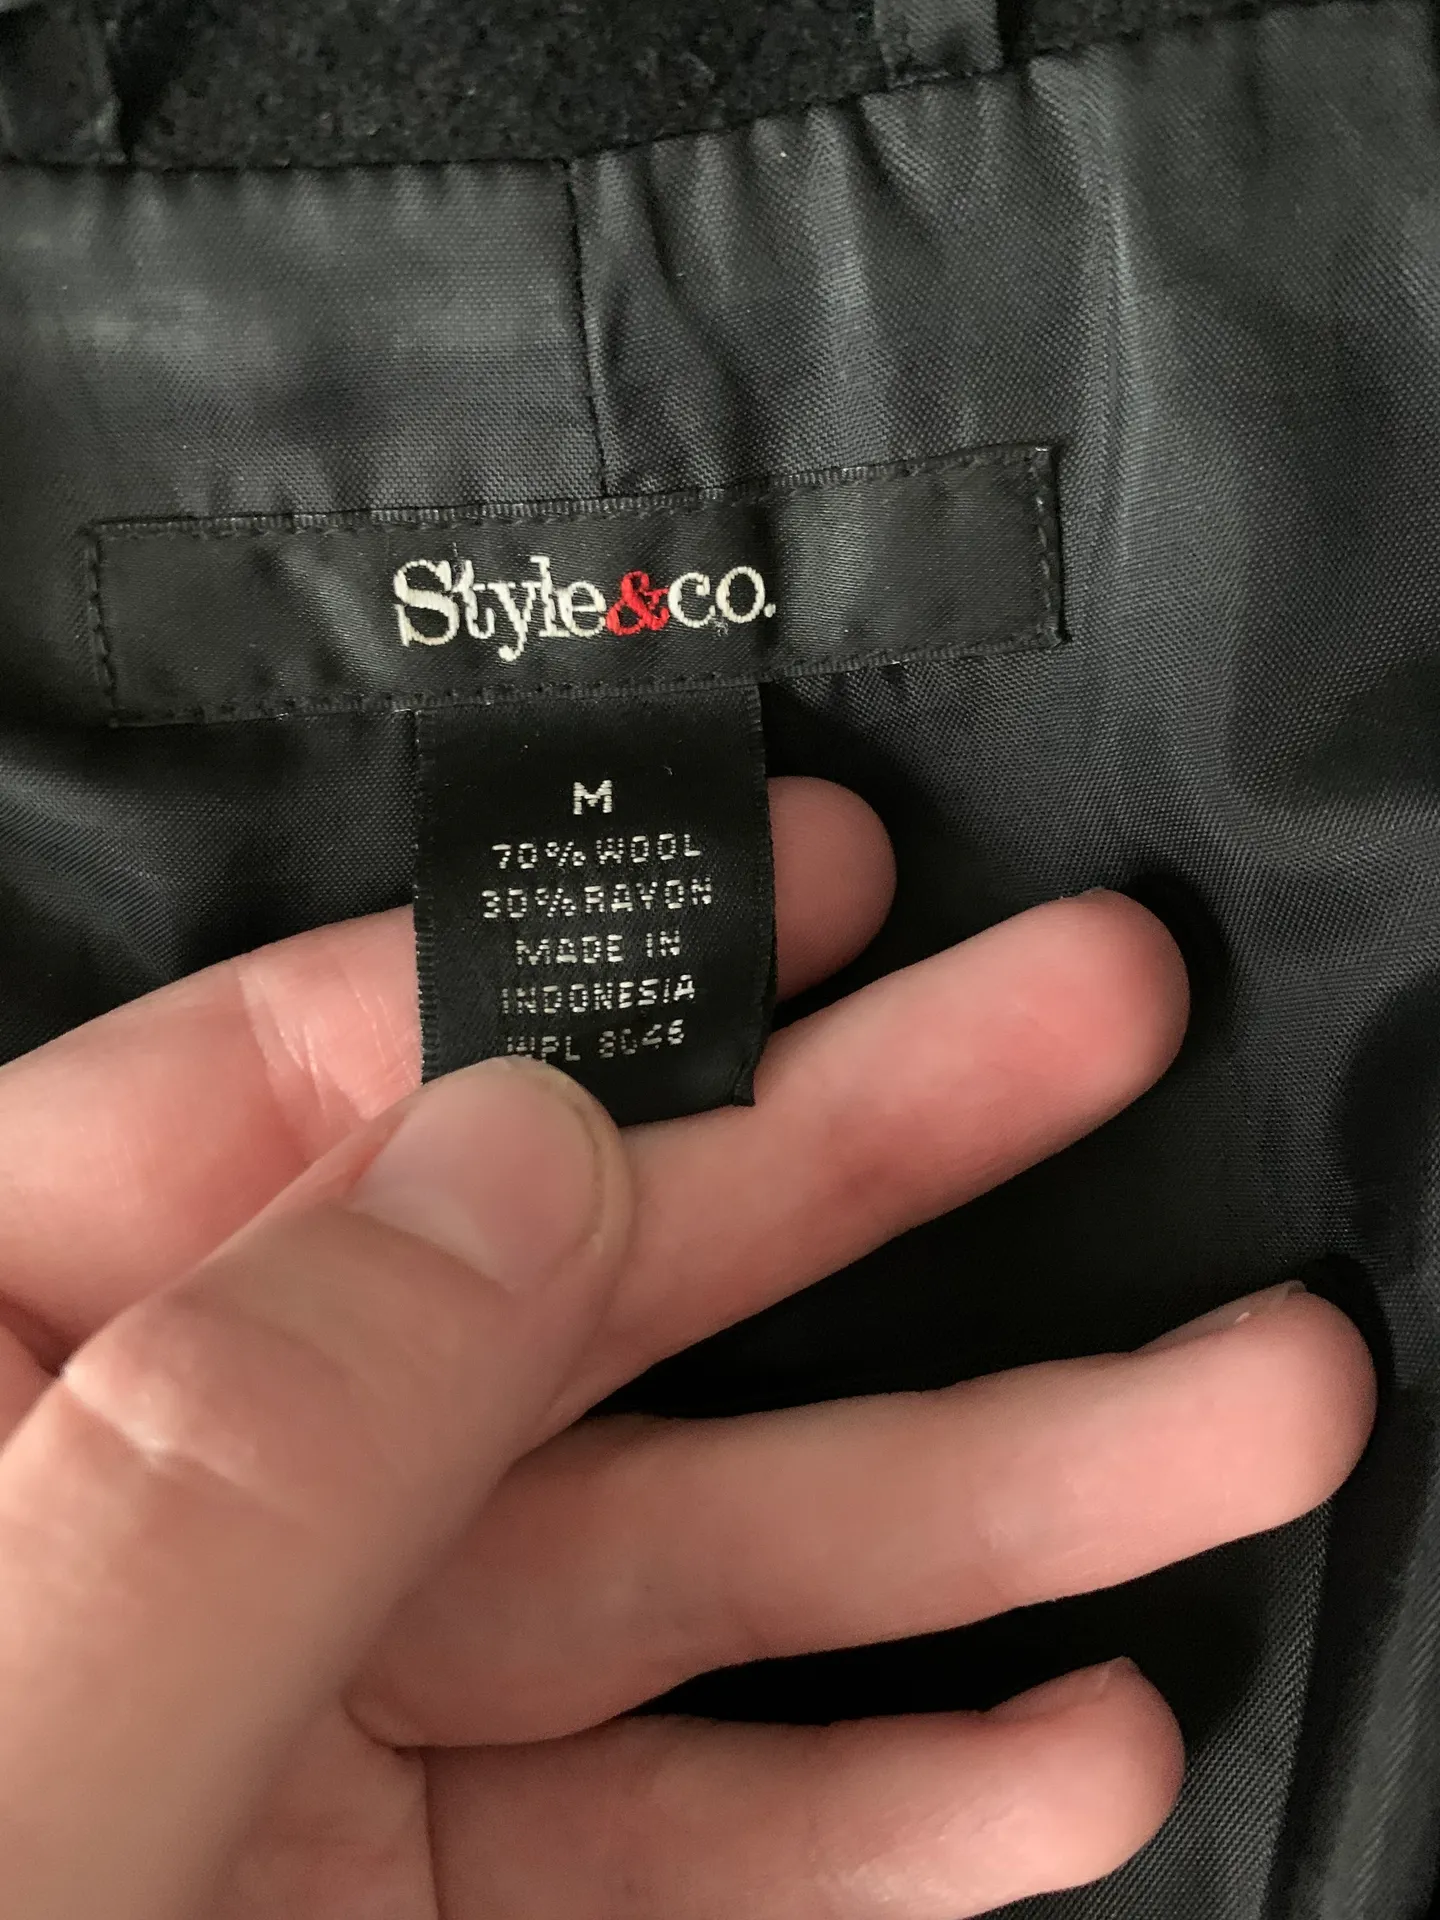 Style&co.
M
70% WOOL
30% RAYON
MADE IN
INDONESIA
WPL 8046